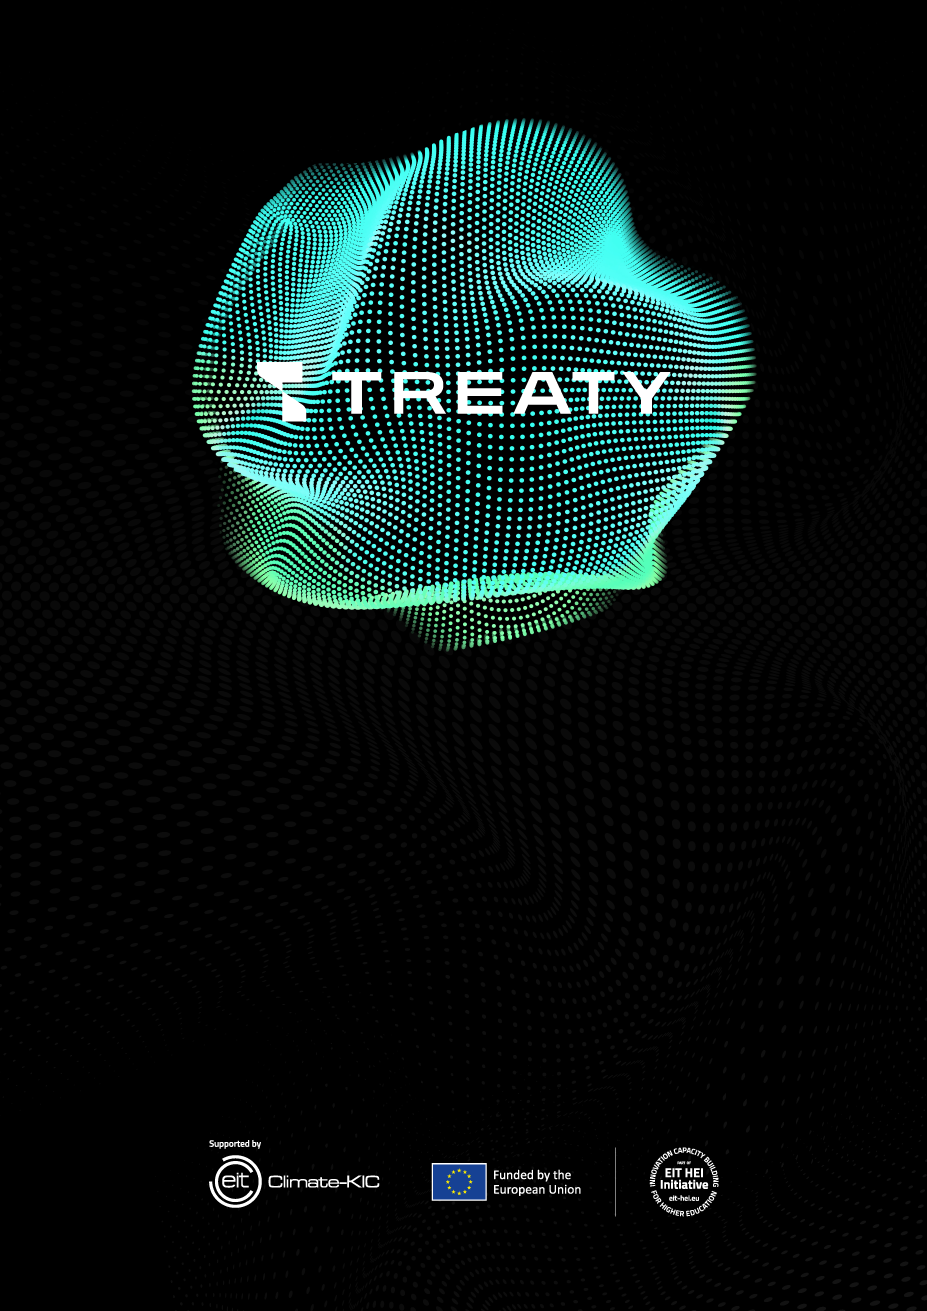 TREATY
Supported by
eit Climate-KIC
Funded by the
European Union
INNOVATION CAPACITY BUILDING
PART OF
EIT HEI
Initiative
eit-hei.eu
FOR HIGHER EDUCATION